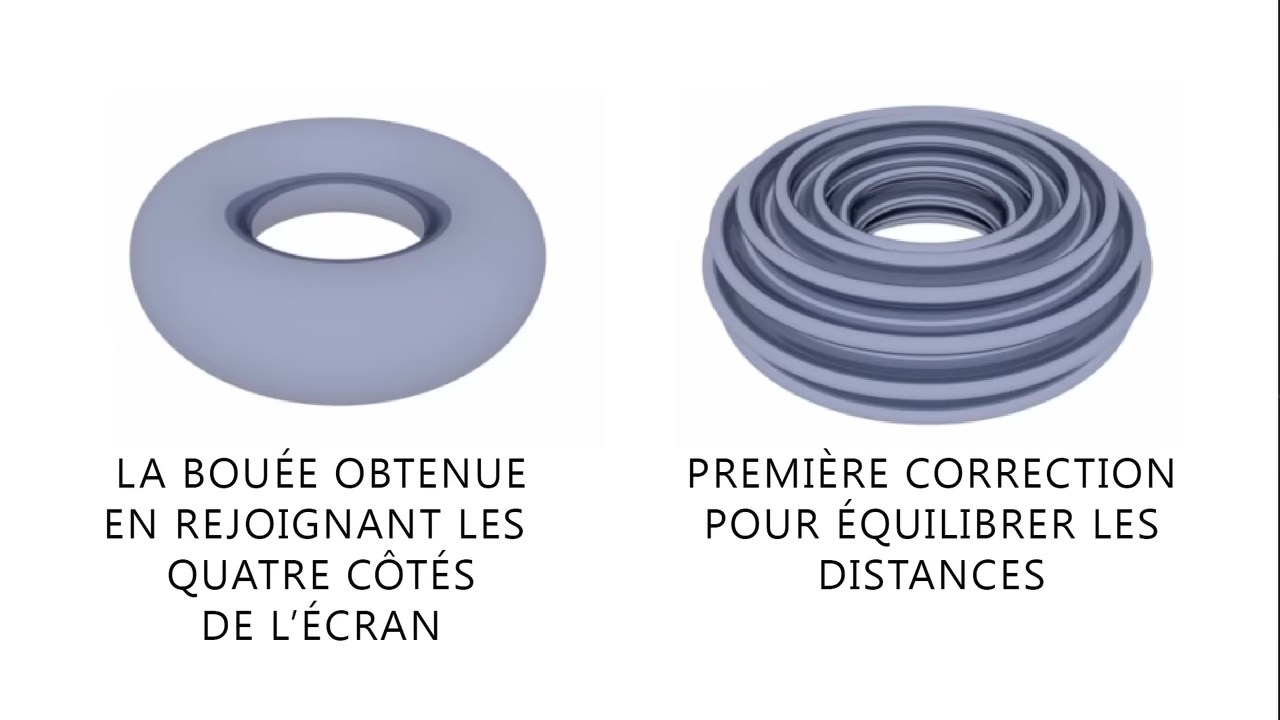 LA BOUÉE OBTENUE
EN REJOIGNANT LES
QUATRE CÔTÉS
DE L’ÉCRAN
PREMIÈRE CORRECTION
POUR ÉQUILIBRER LES
DISTANCES